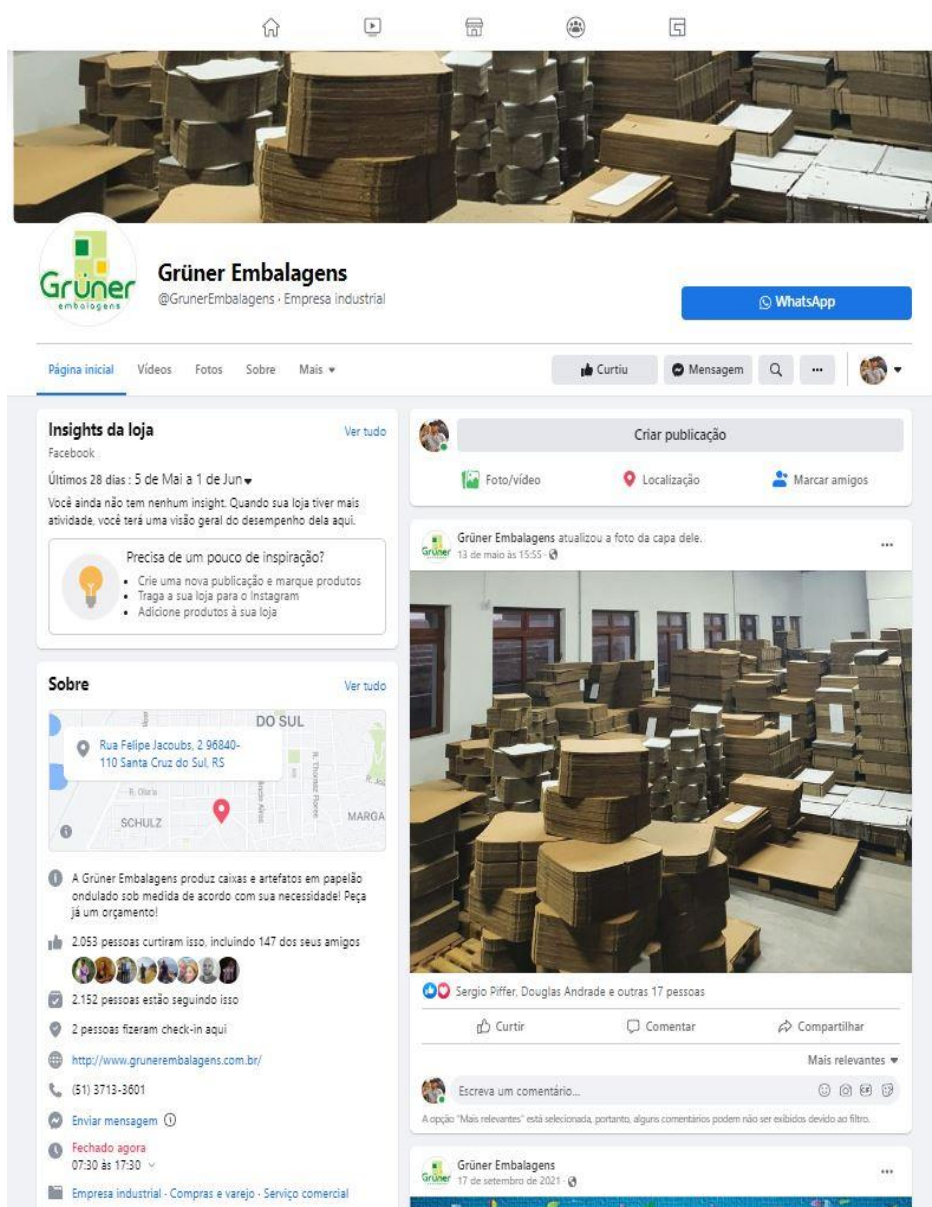 Grüner
embalagens
Grüner Embalagens
@GrunerEmbalagens · Empresa industrial
WhatsApp
Página inicial Vídeos Fotos Sobre Mais
Curtiu Mensagem
Insights da loja Ver tudo
Facebook
Últimos 28 dias : 5 de Mai a 1 de Jun
Você ainda não tem nenhum insight. Quando sua loja tiver mais
atividade, você terá uma visão geral do desempenho dela aqui.
Precisa de um pouco de inspiração?
• Crie uma nova publicação e marque produtos
• Traga a sua loja para o Instagram
• Adicione produtos à sua loja
Sobre Ver tudo
DO SUL
Rua Felipe Jacoubs, 2 96840-
110 Santa Cruz do Sul, RS
R. Thomaz Flores
R. Olaria
SCHULZ
MARGA
A Grüner Embalagens produz caixas e artefatos em papelão
ondulado sob medida de acordo com sua necessidade! Peça
já um orçamento!
2.053 pessoas curtiram isso, incluindo 147 dos seus amigos
2.152 pessoas estão seguindo isso
2 pessoas fizeram check-in aqui
http://www.grunerembalagens.com.br/
(51) 3713-3601
Enviar mensagem
Fechado agora
07:30 às 17:30
Empresa industrial · Compras e varejo · Serviço comercial
Criar publicação
Foto/vídeo Localização Marcar amigos
Grüner
Grüner Embalagens atualizou a foto da capa dele.
13 de maio às 15:55 ·
Sergio Piffer, Douglas Andrade e outras 17 pessoas
Curtir Comentar Compartilhar
Mais relevantes
Escreva um comentário...
GIF
A opção "Mais relevantes" está selecionada, portanto, alguns comentários podem não ser exibidos devido ao filtro.
Grüner
Grüner Embalagens
17 de setembro de 2021 ·